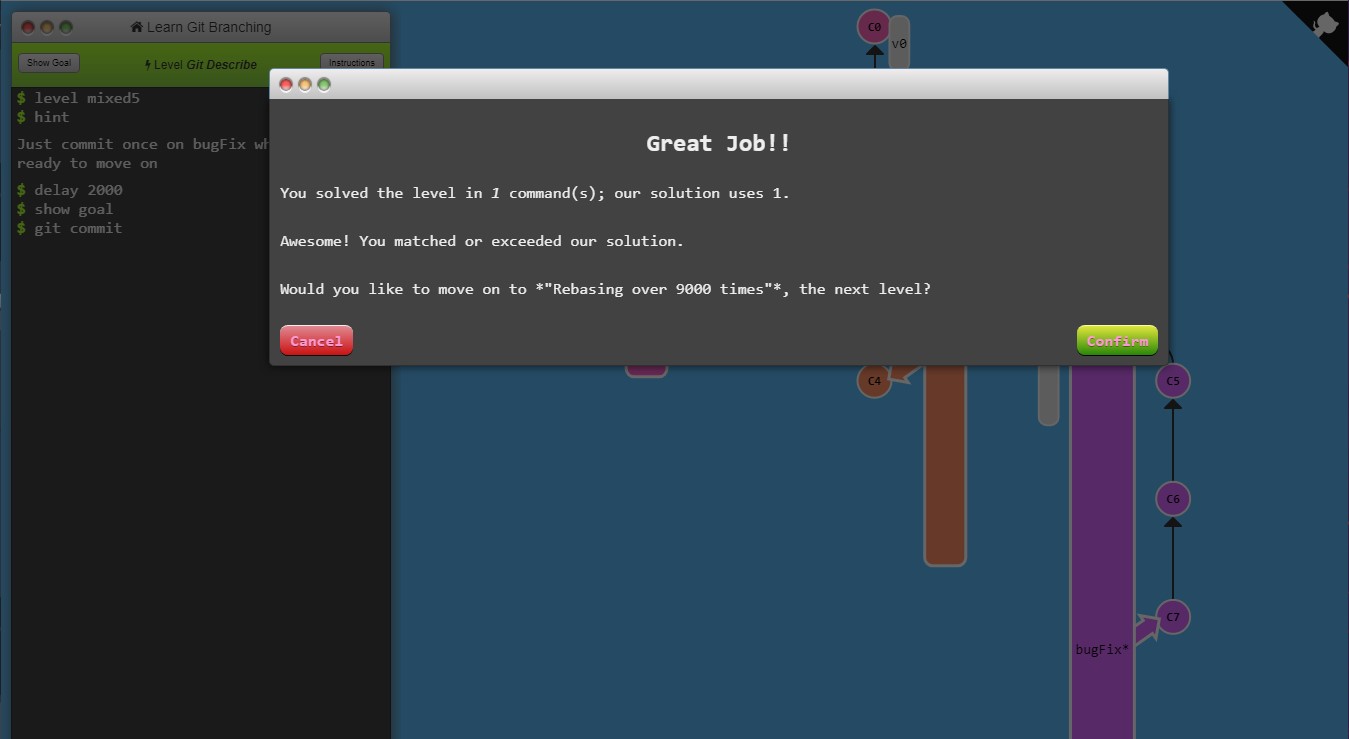 Learn Git Branching
Show Goal
Level Git Describe
Instructions
$ level mixed5
$ hint
Just commit once on bugFix
ready to move on
$ delay 2000
$ show goal
$ git commit
C0
v0
Great Job!!
You solved the level in 1 command(s); our solution uses 1.
Awesome! You matched or exceeded our solution.
Would you like to move on to *"Rebasing over 9000 times"*, the next level?
Cancel
Confirm
C4
C5
C6
C7
bugFix*